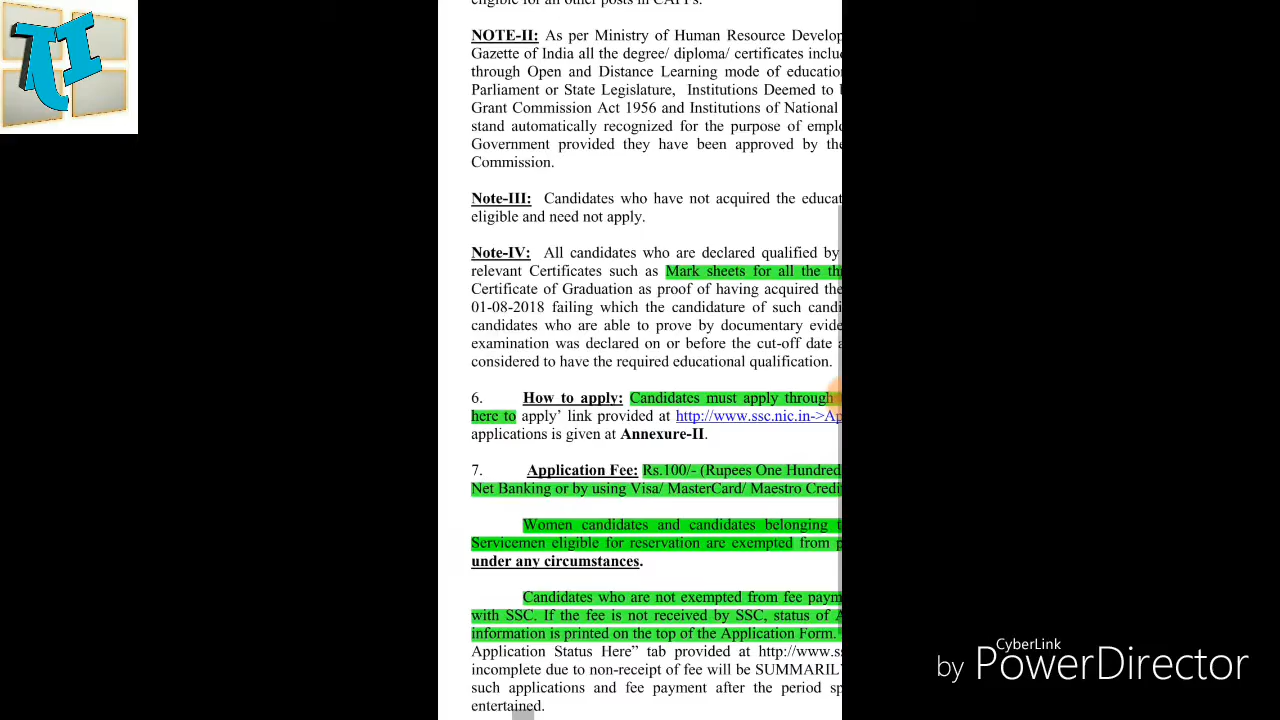 eligible for all other posts in CAPFs.
NOTE-II: As per Ministry of Human Resource Develop
Gazette of India all the degree/ diploma/ certificates inclu
through Open and Distance Learning mode of education
Parliament or State Legislature, Institutions Deemed to
Grant Commission Act 1956 and Institutions of National
stand automatically recognized for the purpose of emplo
Government provided they have been approved by the
Commission.
Note-III: Candidates who have not acquired the educat
eligible and need not apply.
Note-IV: All candidates who are declared qualified by
relevant Certificates such as Mark sheets for all the th
Certificate of Graduation as proof of having acquired the
01-08-2018 failing which the candidature of such candi
candidates who are able to prove by documentary evide
examination was declared on or before the cut-off date a
considered to have the required educational qualification.
6. How to apply: Candidates must apply through
here to apply’ link provided at http://www.ssc.nic.in->Ap
applications is given at Annexure-II.
7. Application Fee: Rs.100/- (Rupees One Hundred
Net Banking or by using Visa/ MasterCard/ Maestro Credi
Women candidates and candidates belonging t
Servicemen eligible for reservation are exempted from p
under any circumstances.
Candidates who are not exempted from fee paym
with SSC. If the fee is not received by SSC, status of A
information is printed on the top of the Application Form.
Application Status Here” tab provided at http://www.s
incomplete due to non-receipt of fee will be SUMMARIL
such applications and fee payment after the period sp
entertained.
CyberLink
by PowerDirector